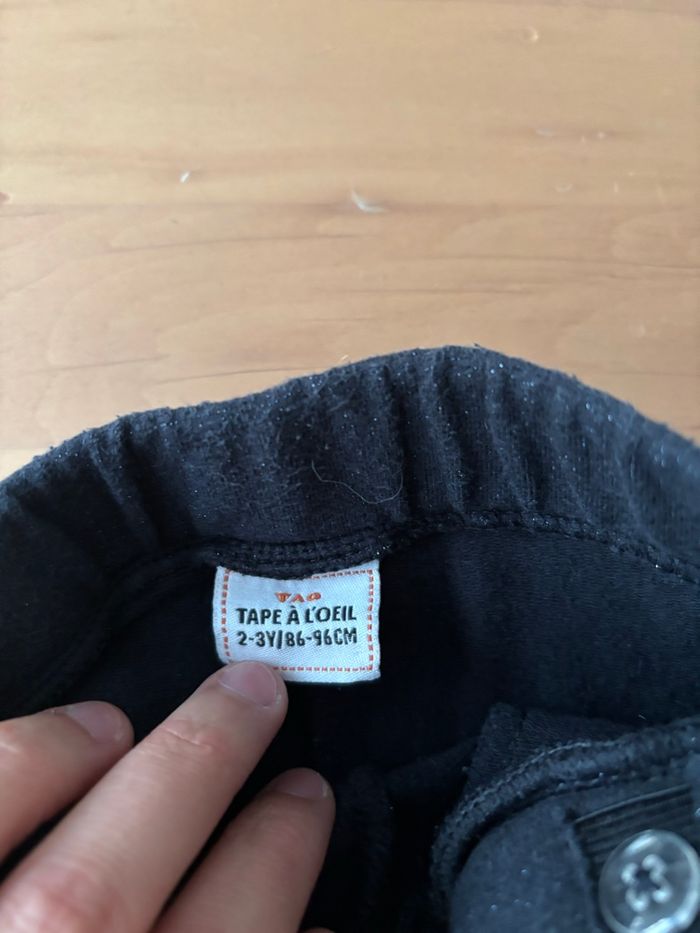 TAO
TAPE À L'OEIL
2-3Y/86-96CM